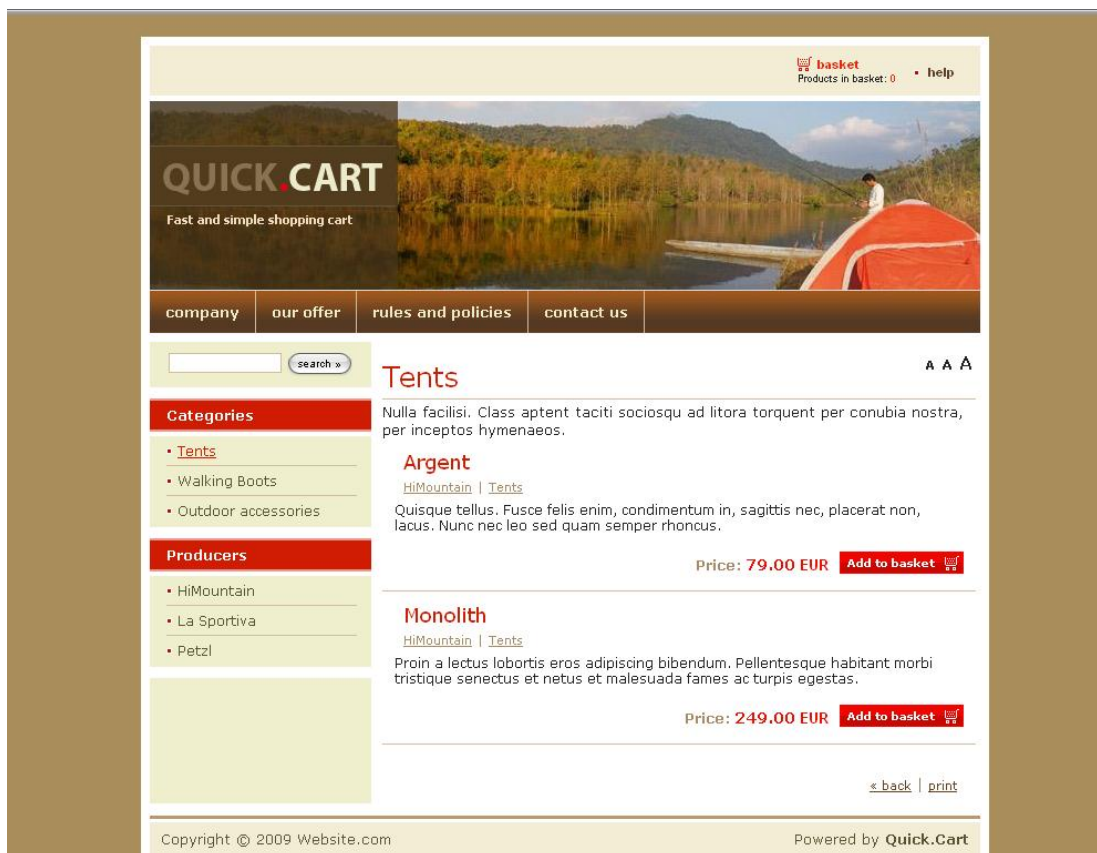 basket
Products in basket: 0
• help
QUICK.CART
Fast and simple shopping cart
company
our offer
rules and policies
contact us
search »
A A A
Tents
Categories
• Tents
• Walking Boots
• Outdoor accessories
Producers
• HiMountain
• La Sportiva
• Petzl
Nulla facilisi. Class aptent taciti sociosqu ad litora torquent per conubia nostra,
per inceptos hymenaeos.
Argent
HiMountain | Tents
Quisque tellus. Fusce felis enim, condimentum in, sagittis nec, placerat non,
lacus. Nunc nec leo sed quam semper rhoncus.
Price: 79.00 EUR
Add to basket
Monolith
HiMountain | Tents
Proin a lectus lobortis eros adipiscing bibendum. Pellentesque habitant morbi
tristique senectus et netus et malesuada fames ac turpis egestas.
Price: 249.00 EUR
Add to basket
« back | print
Copyright © 2009 Website.com
Powered by Quick.Cart